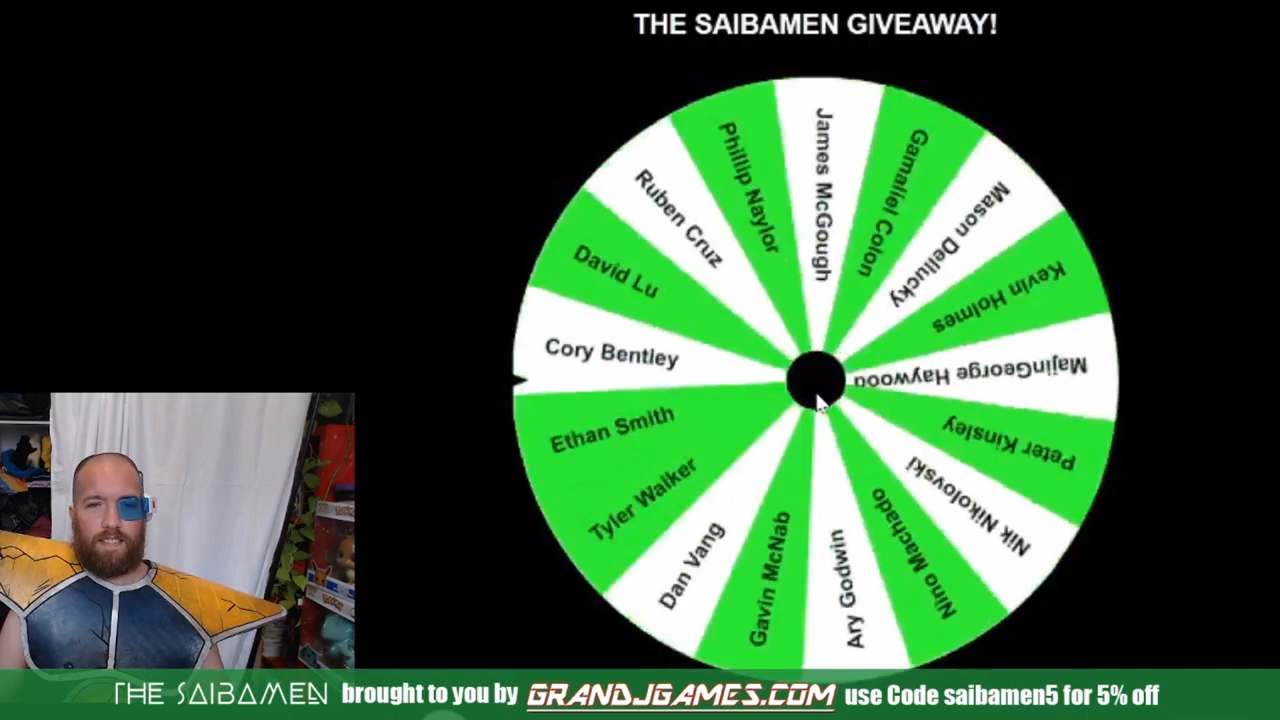 THE SAIBAMEN GIVEAWAY!
James McGough
Gamaliel Colon
Mason Dellucky
Kevin Holmes
MajinGeorge Haywood
Peter Kinsley
Nik Nikolovski
Nino Machado
Ary Godwin
Gavin McNab
Dan Vang
Tyler Walker
Ethan Smith
Cory Bentley
David Lu
Ruben Cruz
Phillip Naylor
THE SAIBAMEN brought to you by GRANDJGAMES.COM use Code saibamen5 for 5% off